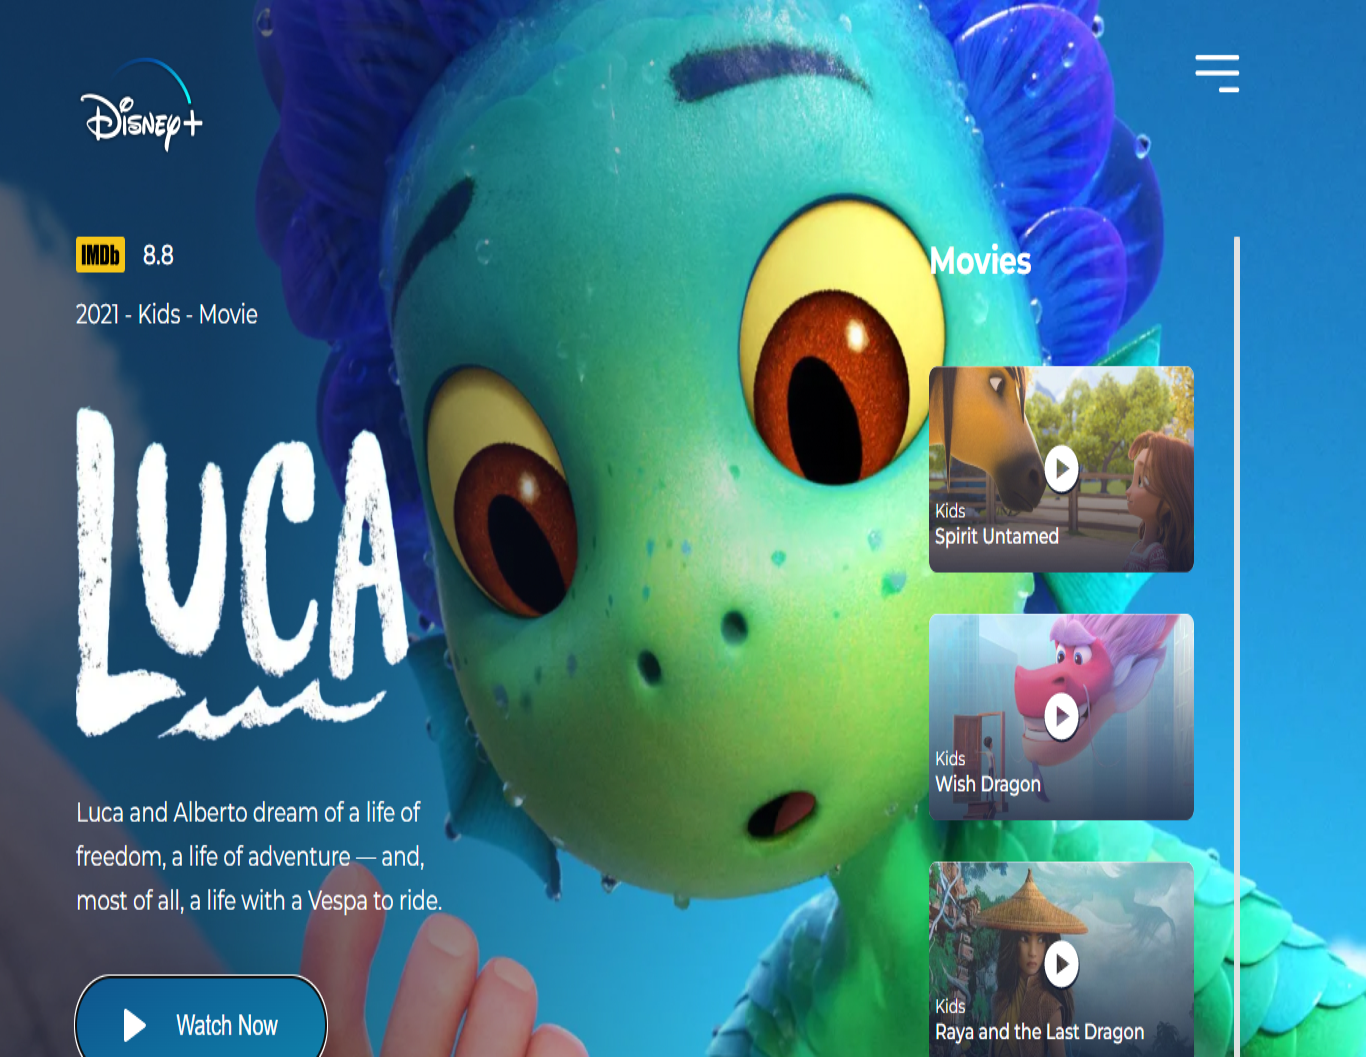 Disney+
IMDb 8.8
2021 - Kids - Movie
LUCA
Luca and Alberto dream of a life of
freedom, a life of adventure — and,
most of all, a life with a Vespa to ride.
Watch Now
Movies
Kids
Spirit Untamed
Kids
Wish Dragon
Kids
Raya and the Last Dragon